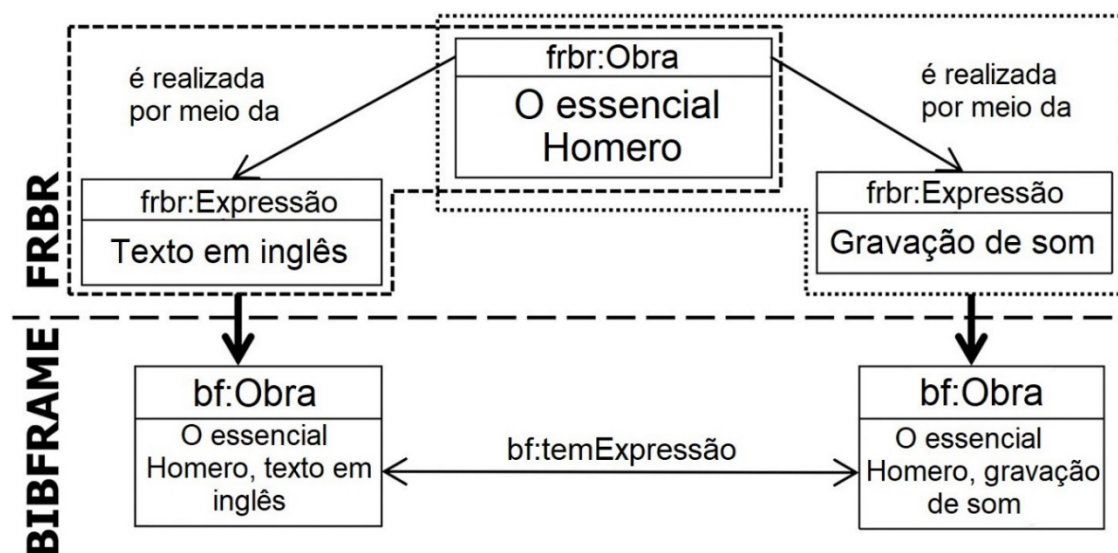 FRBR
frbr:Obra
O essencial
Homero
é realizada
por meio da
é realizada
por meio da
frbr:Expressão
Texto em inglês
frbr:Expressão
Gravação de som
BIBFRAME
bf:Obra
O essencial
Homero, texto em
inglês
bf:temExpressão
bf:Obra
O essencial
Homero, gravação
de som